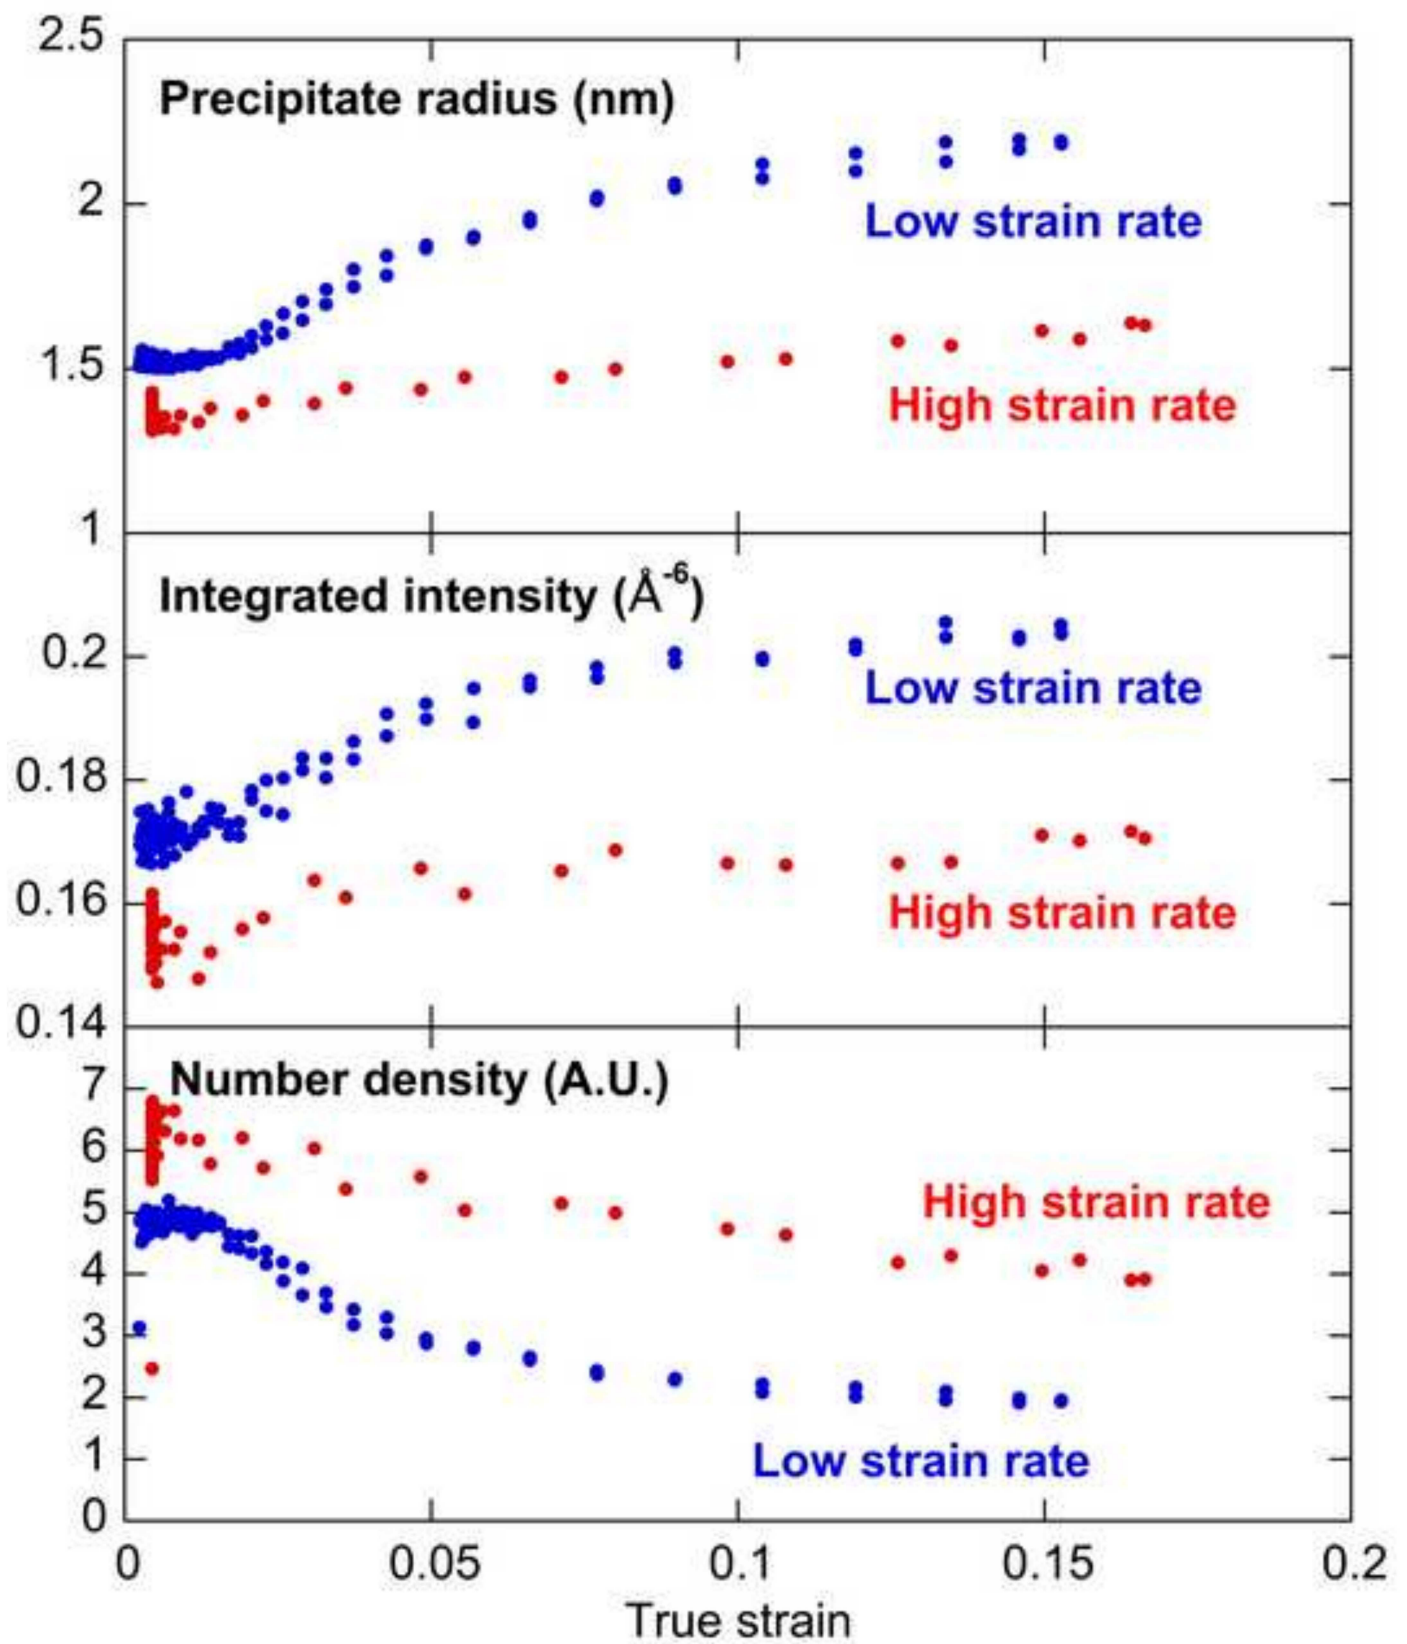 2.5
Precipitate radius (nm)
2
Low strain rate
1.5
High strain rate
1
Integrated intensity (Å-6)
0.2
Low strain rate
0.18
0.16
High strain rate
0.14
7
Number density (A.U.)
6
5
High strain rate
4
3
2
1
Low strain rate
0
0 0.05 0.1 0.15 0.2
True strain